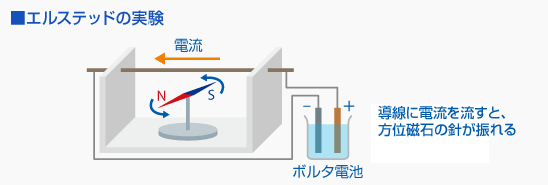 ■エルステッドの実験
電流
N
S
− +
導線に電流を流すと、
方位磁石の針が振れる
ボルタ電池